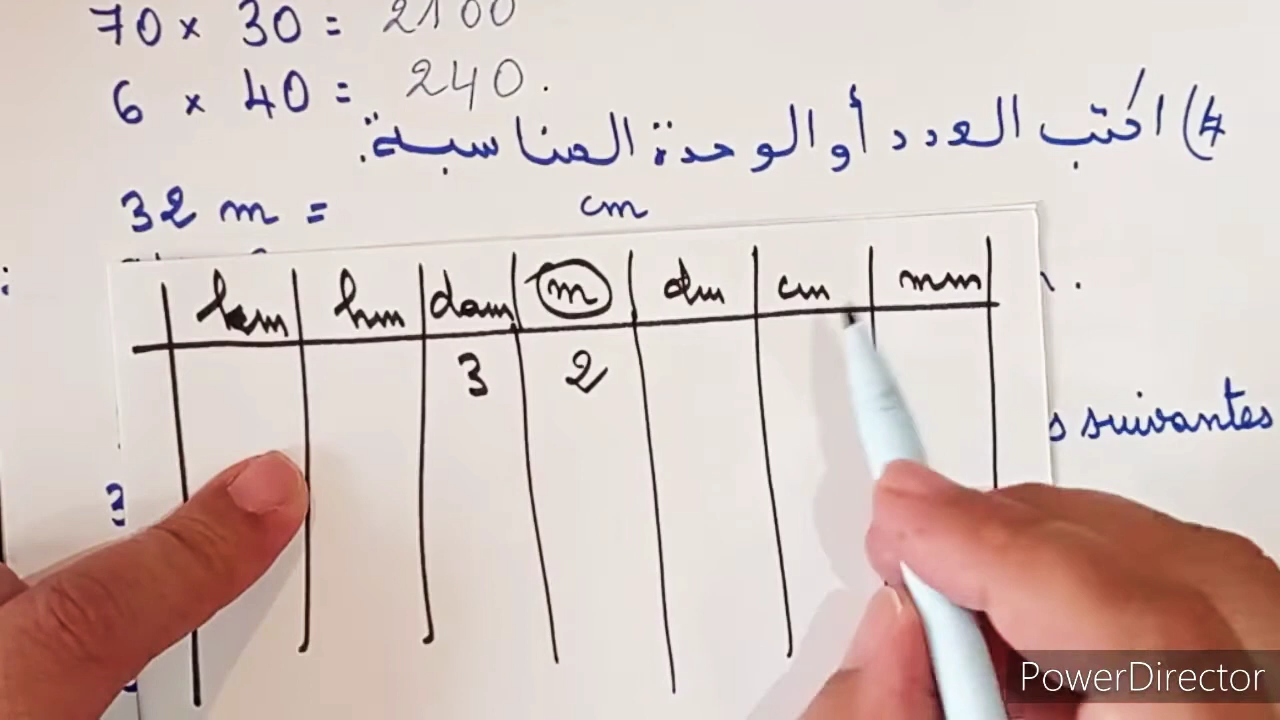 70 × 30 = 2100
6 × 40 = 240.
4) اكتب العدد أو الوحدة المناسبة.
32 m = cm
km hm dam m dm cm mm
3 2
s suivantes
3
PowerDirector